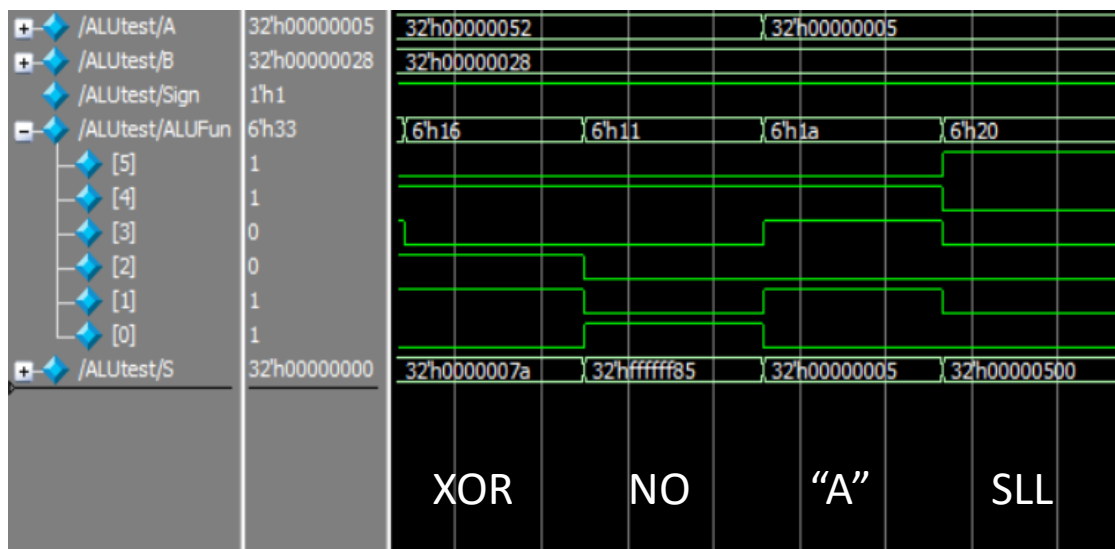 /ALUtest/A 32'h00000005 32'h00000052 32'h00000005
/ALUtest/B 32'h00000028 32'h00000028
/ALUtest/Sign 1'h1
/ALUtest/ALUFun 6'h33 6'h16 6'h11 6'h1a 6'h20
[5] 1
[4] 1
[3] 0
[2] 0
[1] 1
[0] 1
/ALUtest/S 32'h00000000 32'h0000007a 32'hffffff85 32'h00000005 32'h00000500
XOR NO “A” SLL